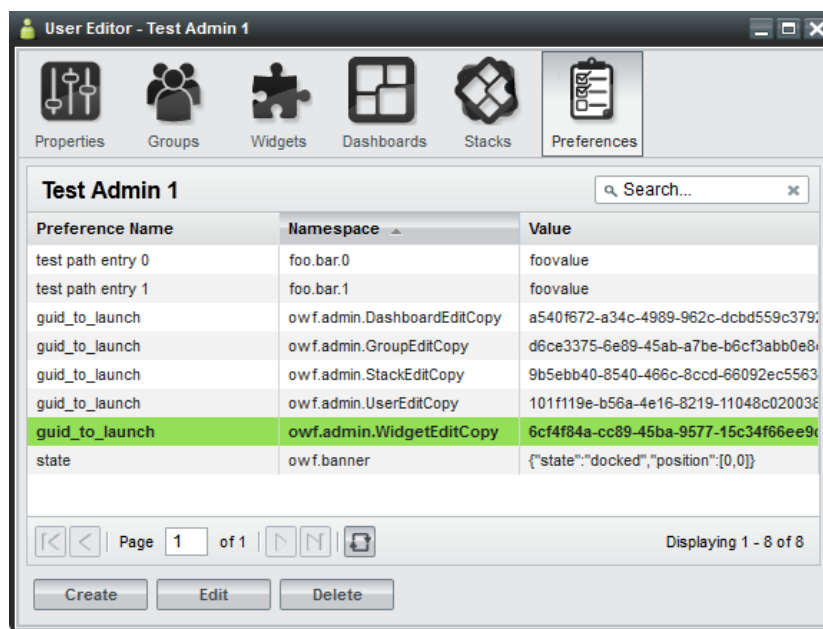 User Editor - Test Admin 1
Properties Groups Widgets Dashboards Stacks Preferences
Test Admin 1 Search...
Preference Name Namespace Value
test path entry 0 foo.bar.0 foovalue
test path entry 1 foo.bar.1 foovalue
guid_to_launch owf.admin.DashboardEditCopy a540f672-a34c-4989-962c-dcbd559c3792
guid_to_launch owf.admin.GroupEditCopy d6ce3375-6e89-45ab-a7be-b6cf3abb0e8
guid_to_launch owf.admin.StackEditCopy 9b5ebb40-8540-466c-8ccd-66092ec5563
guid_to_launch owf.admin.UserEditCopy 101f119e-b56a-4e16-8219-11048c020038
guid_to_launch owf.admin.WidgetEditCopy 6cf4f84a-cc89-45ba-9577-15c34f66ee9
state owf.banner {"state":"docked","position":[0,0]}
Page 1 of 1 Displaying 1 - 8 of 8
Create Edit Delete